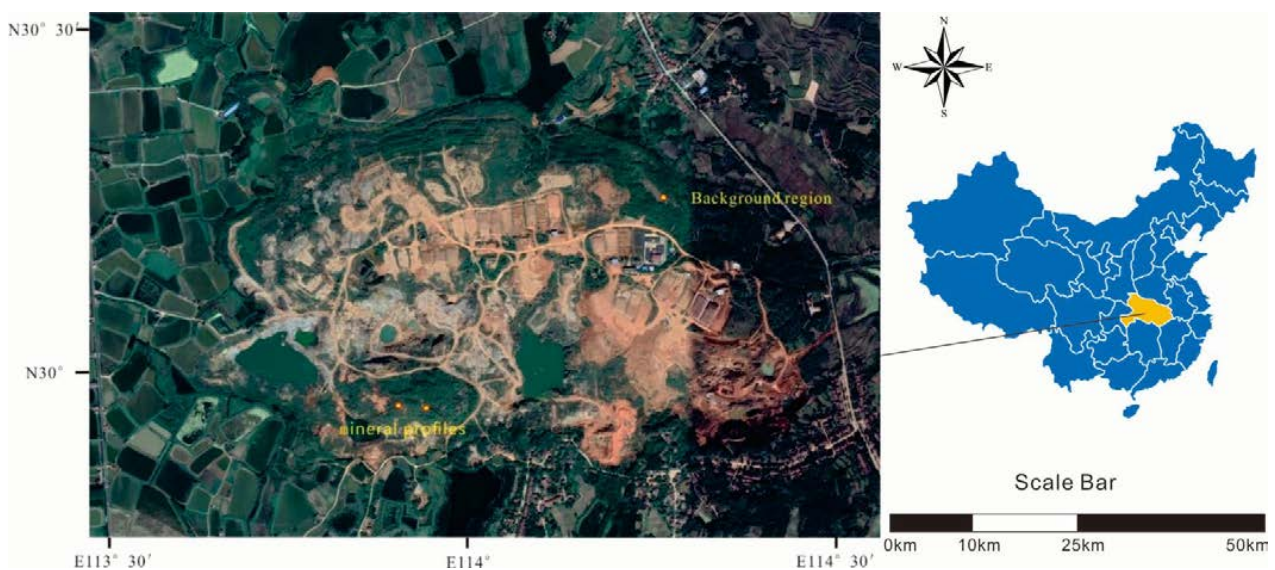 N30° 30′
N30°
E113° 30′
E114°
E114° 30′
Background region
mineral profiles
N
W
E
S
Scale Bar
0km
10km
25km
50km